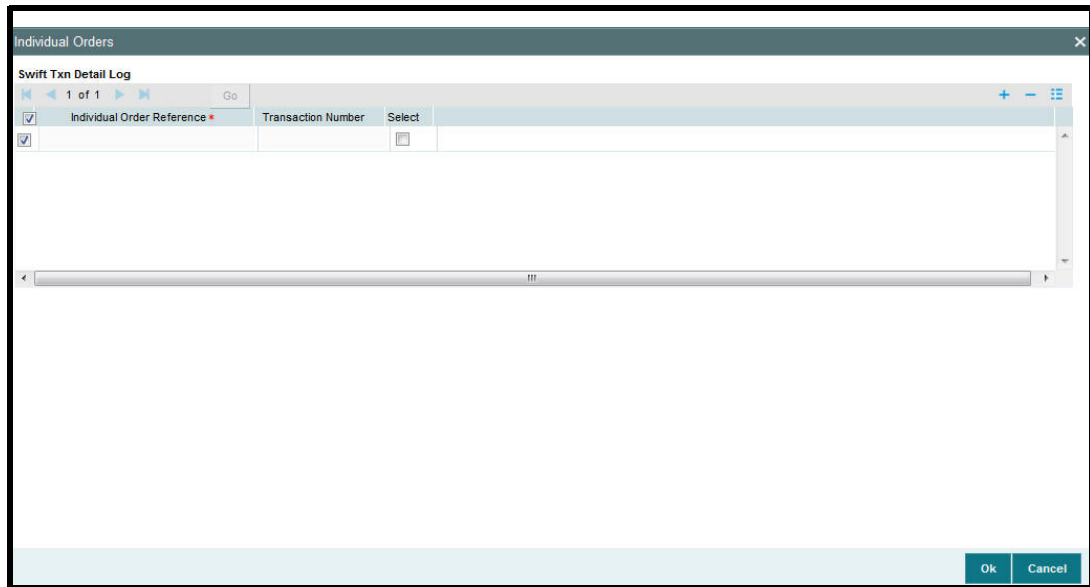 Individual Orders
Swift Txn Detail Log
1 of 1 Go
Individual Order Reference * Transaction Number Select
Ok Cancel